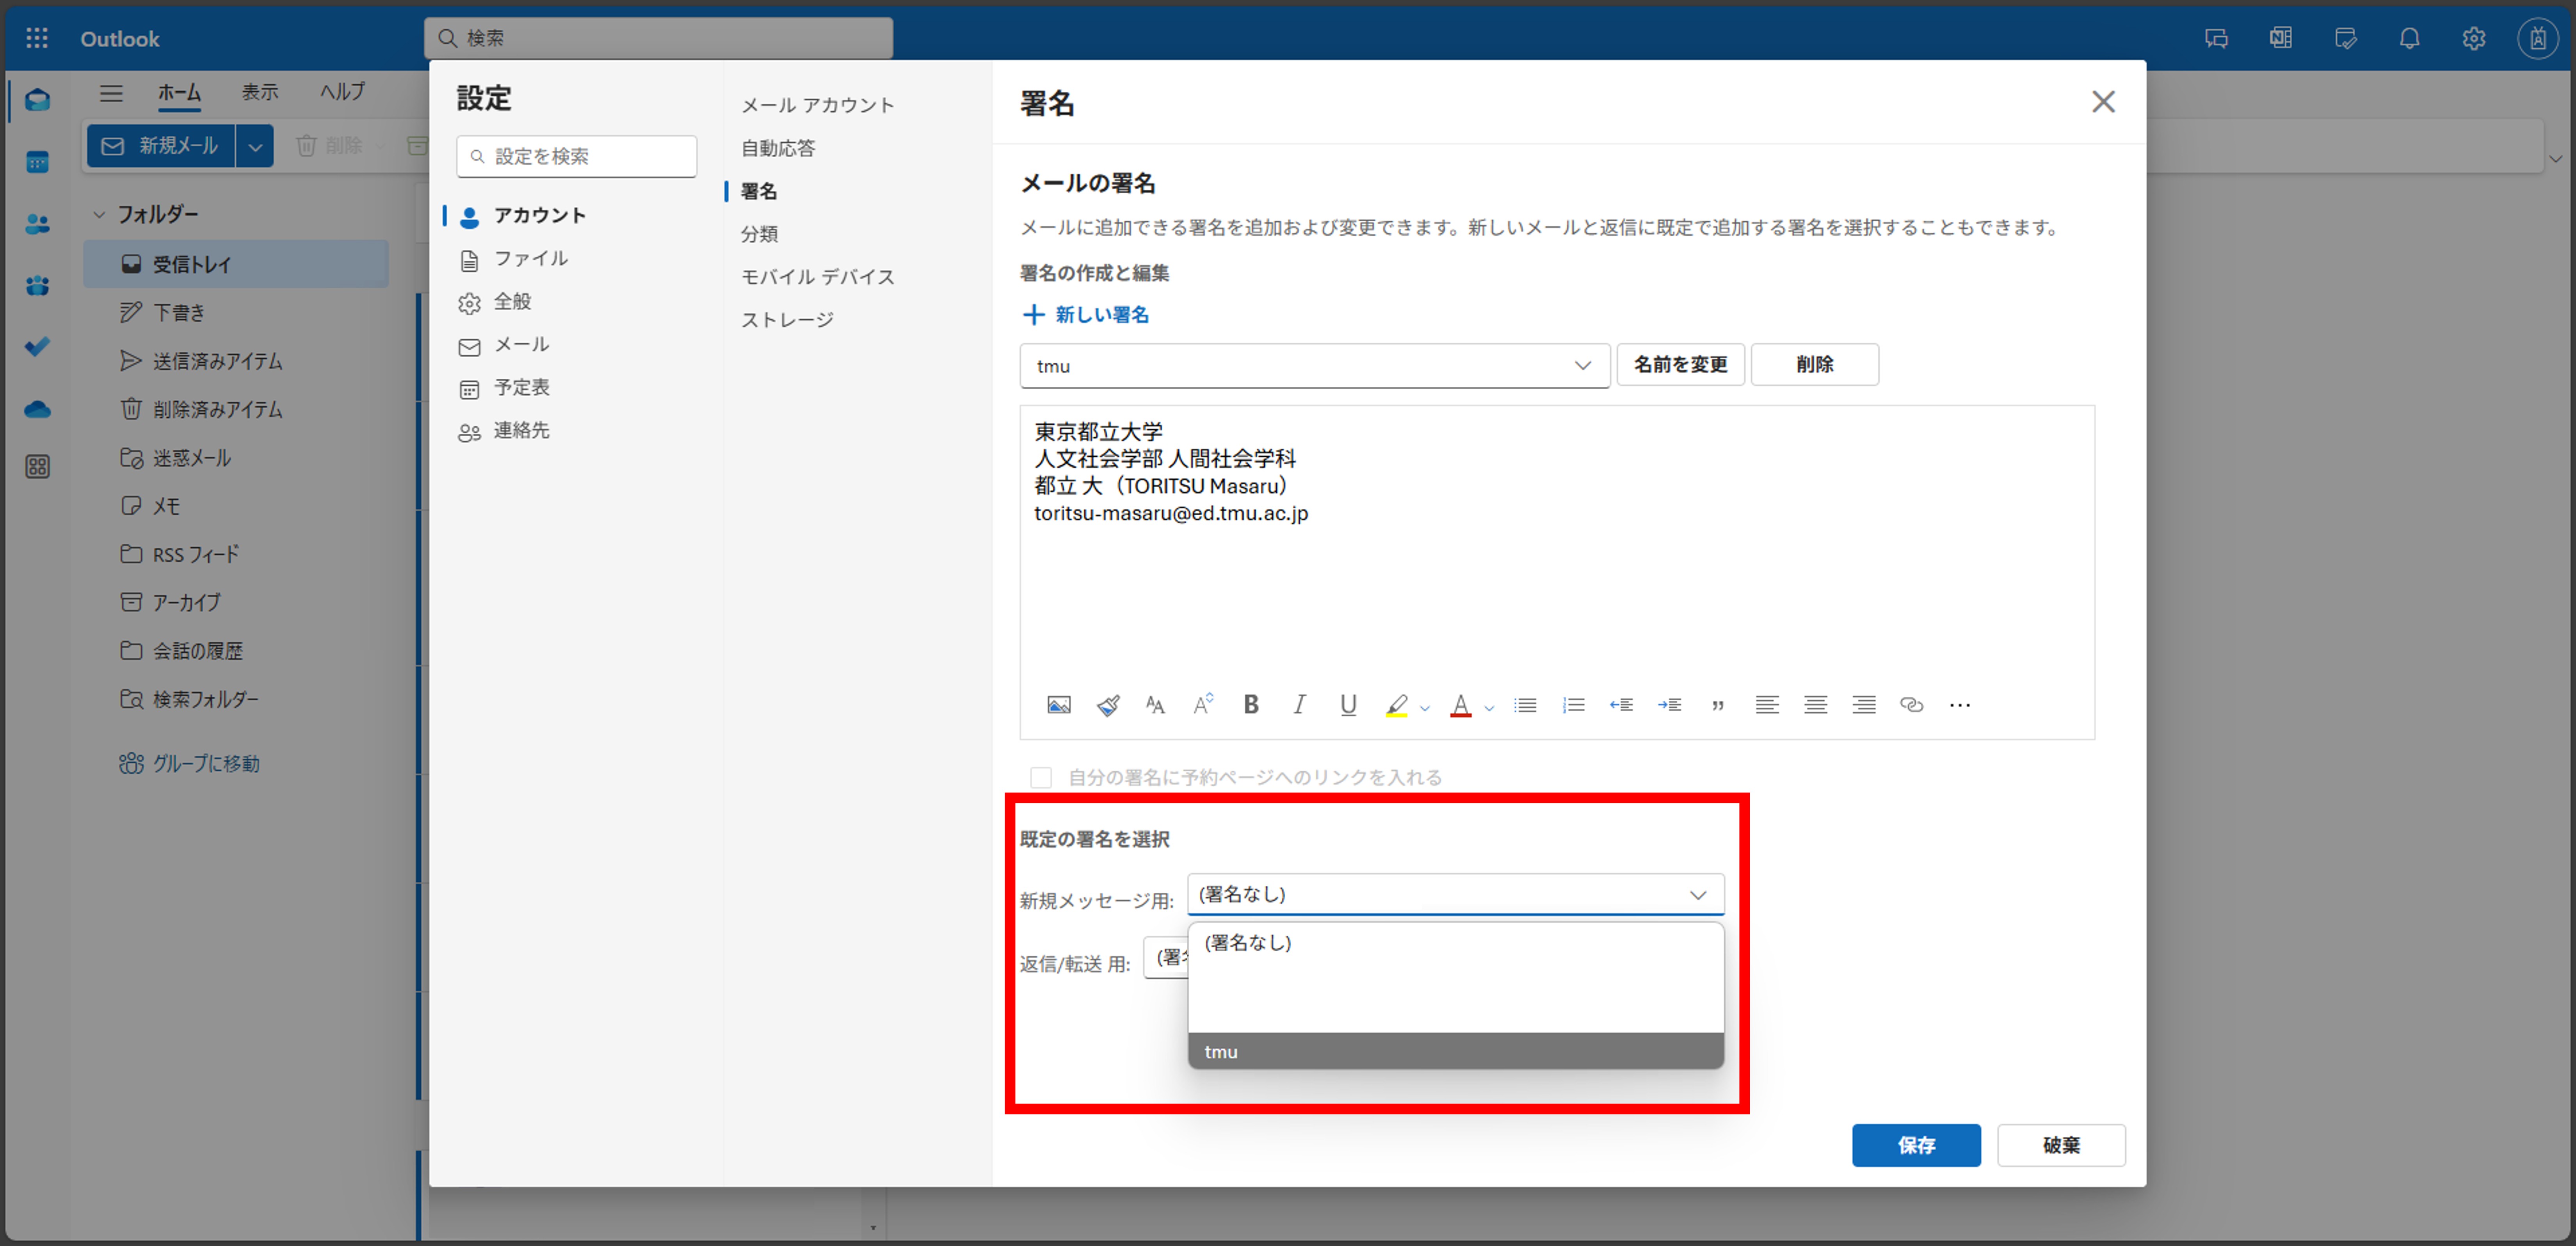 Outlook
検索
ホーム
表示
ヘルプ
新規メール
削除
フォルダー
受信トレイ
下書き
送信済みアイテム
削除済みアイテム
迷惑メール
メモ
RSS フィード
アーカイブ
会話の履歴
検索フォルダー
グループに移動
設定
設定を検索
アカウント
ファイル
全般
メール
予定表
連絡先
メール アカウント
自動応答
署名
分類
モバイル デバイス
ストレージ
署名
メールの署名
メールに追加できる署名を追加および変更できます。新しいメールと返信に既定で追加する署名を選択することもできます。
署名の作成と編集
新しい署名
tmu
名前を変更
削除
東京都立大学
人文社会学部 人間社会学科
都立 大（TORITSU Masaru）
toritsu-masaru@ed.tmu.ac.jp
自分の署名に予約ページへのリンクを入れる
既定の署名を選択
新規メッセージ用:
(署名なし)
返信/転送 用:
(署名なし)
tmu
保存
破棄